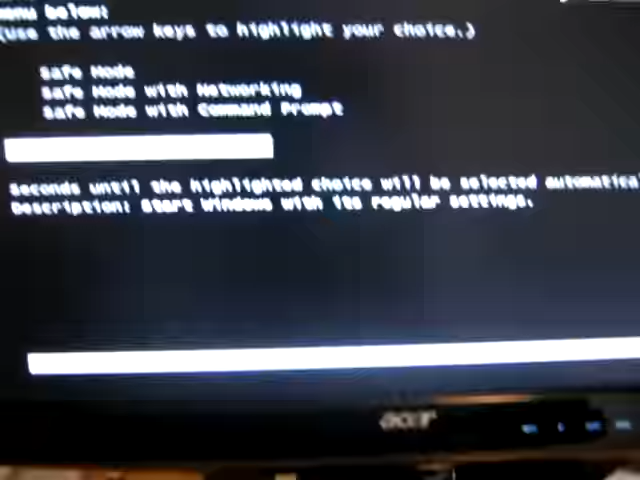 menu below:
(Use the arrow keys to highlight your choice.)
Safe Mode
Safe Mode with Networking
Safe Mode with Command Prompt
Seconds until the highlighted choice will be selected
Description: Start Windows with its regular settings.
acer